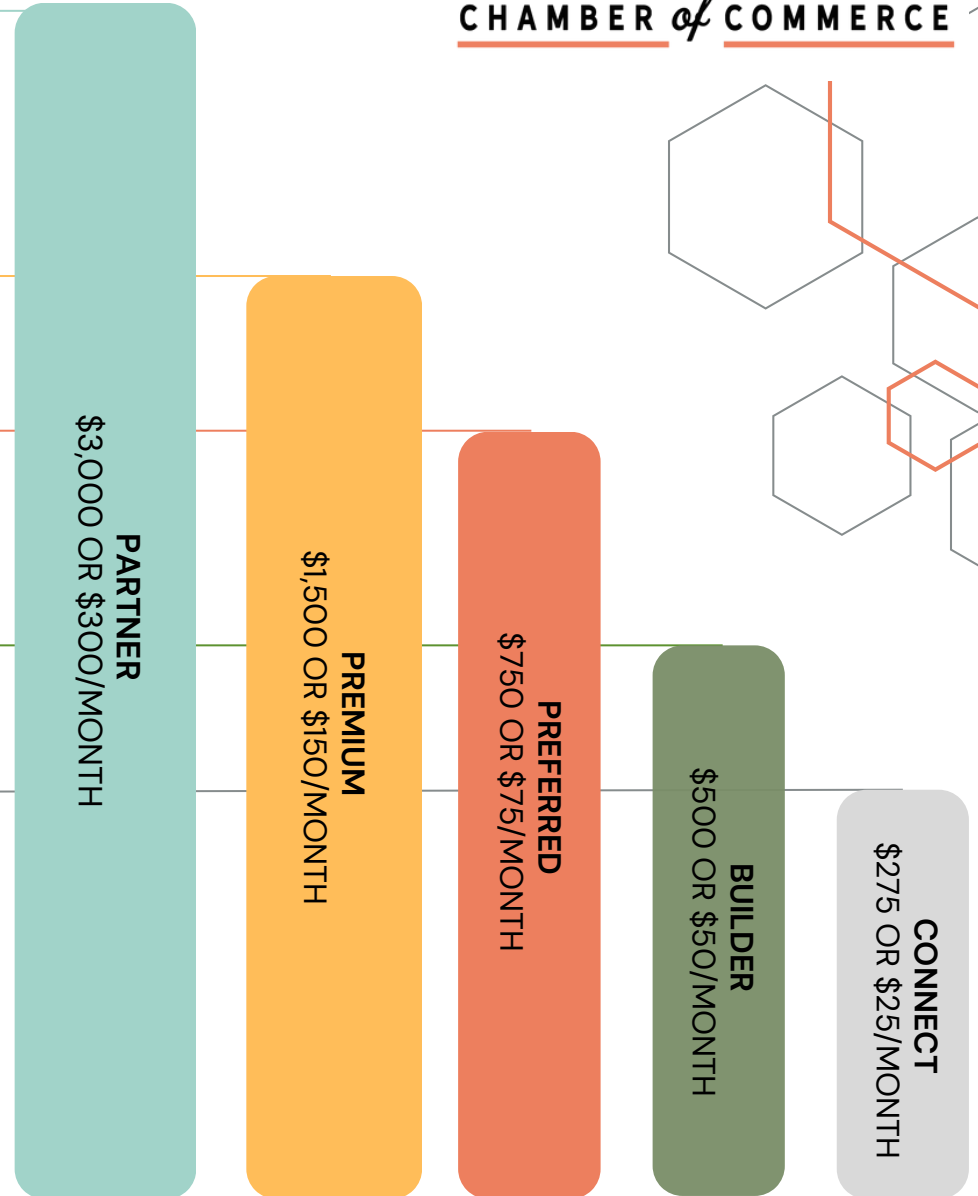 CHAMBER of COMMERCE
PARTNER
$3,000 OR $300/MONTH
PREMIUM
$1,500 OR $150/MONTH
PREFERRED
$750 OR $75/MONTH
BUILDER
$500 OR $50/MONTH
CONNECT
$275 OR $25/MONTH